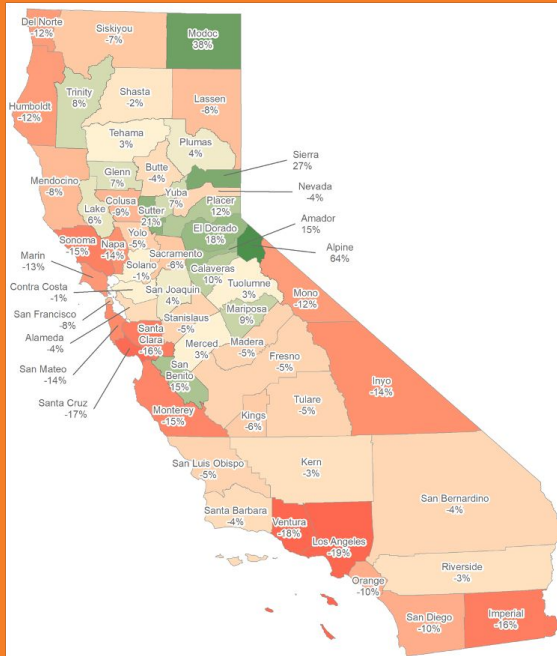 Del Norte
-12%
Siskiyou
-7%
Modoc
38%
Humboldt
-12%
Trinity
8%
Shasta
-2%
Lassen
-8%
Tehama
3%
Plumas
4%
Sierra
27%
Mendocino
-8%
Glenn
7%
Butte
-4%
Nevada
-4%
Lake
6%
Colusa
-9%
Sutter
21%
Yuba
7%
Placer
12%
Amador
15%
El Dorado
18%
Alpine
64%
Sonoma
-15%
Napa
-14%
Yolo
-5%
Sacramento
-6%
Marin
-13%
Solano
-1%
Calaveras
10%
Tuolumne
3%
Mono
-12%
Contra Costa
-1%
San Joaquin
4%
San Francisco
-8%
Stanislaus
-5%
Mariposa
9%
Alameda
-4%
Santa
Clara
-16%
Merced
3%
Madera
-5%
San Mateo
-14%
San
Benito
15%
Fresno
-5%
Inyo
-14%
Santa Cruz
-17%
Monterey
-15%
Kings
-6%
Tulare
-5%
San Luis Obispo
-5%
Kern
-3%
San Bernardino
-4%
Santa Barbara
-4%
Ventura
-18%
Los Angeles
-19%
Orange
-10%
Riverside
-3%
San Diego
-10%
Imperial
-16%